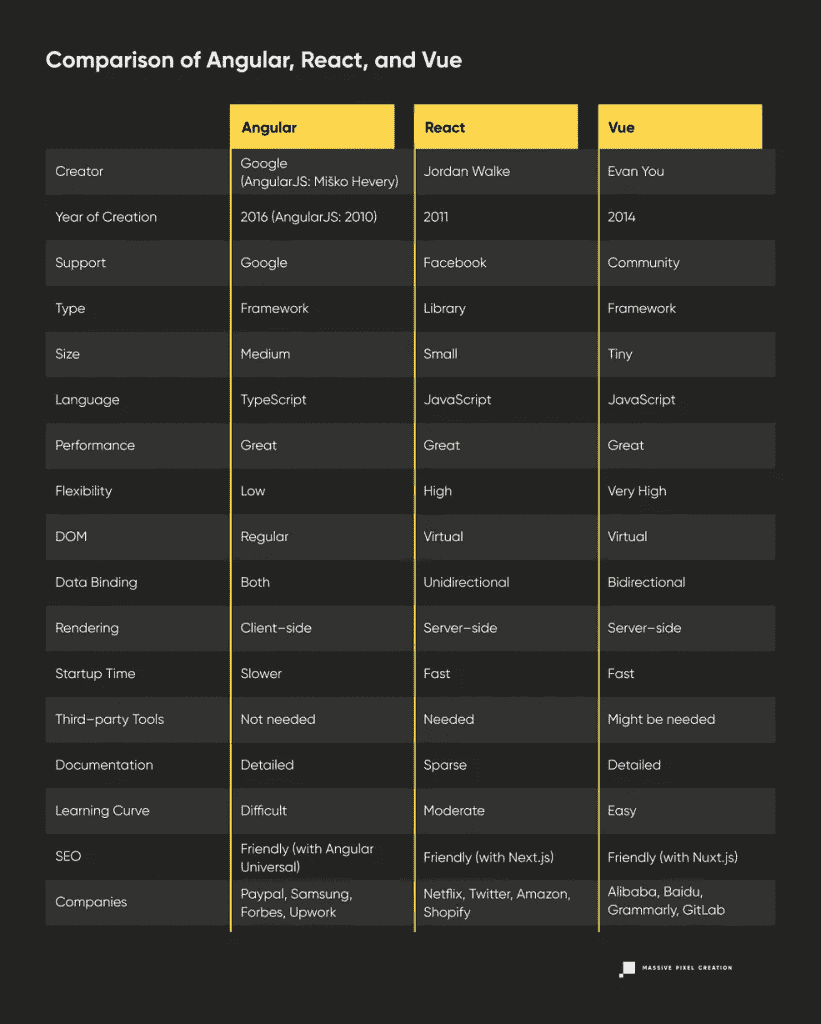 Comparison of Angular, React, and Vue
Angular React Vue
Creator Google (AngularJS: Miško Hevery) Jordan Walke Evan You
Year of Creation 2016 (AngularJS: 2010) 2011 2014
Support Google Facebook Community
Type Framework Library Framework
Size Medium Small Tiny
Language TypeScript JavaScript JavaScript
Performance Great Great Great
Flexibility Low High Very High
DOM Regular Virtual Virtual
Data Binding Both Unidirectional Bidirectional
Rendering Client–side Server–side Server–side
Startup Time Slower Fast Fast
Third–party Tools Not needed Needed Might be needed
Documentation Detailed Sparse Detailed
Learning Curve Difficult Moderate Easy
SEO Friendly (with Angular Universal) Friendly (with Next.js) Friendly (with Nuxt.js)
Companies Paypal, Samsung, Forbes, Upwork Netflix, Twitter, Amazon, Shopify Alibaba, Baidu, Grammarly, GitLab
MASSIVE PIXEL CREATION